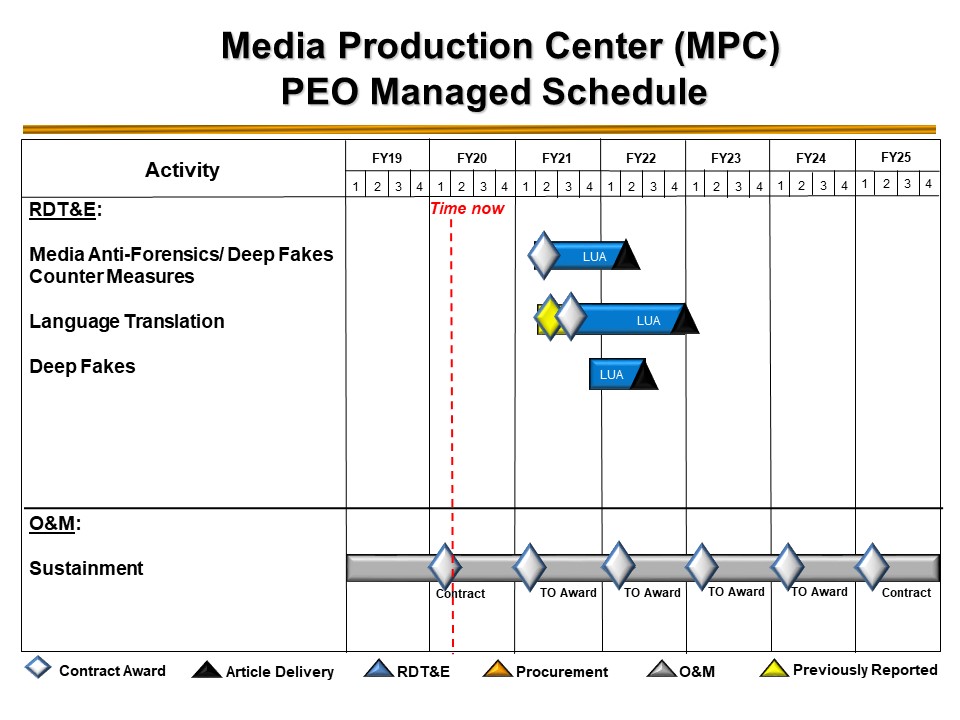 Media Production Center (MPC)
PEO Managed Schedule
Activity
FY19 FY20 FY21 FY22 FY23 FY24 FY25
1 2 3 4 1 2 3 4 1 2 3 4 1 2 3 4 1 2 3 4 1 2 3 4 1 2 3 4
RDT&E:
Time now
Media Anti-Forensics/ Deep Fakes
Counter Measures
LUA
Language Translation
LUA
Deep Fakes
LUA
O&M:
Sustainment
Contract TO Award TO Award TO Award TO Award Contract
Contract Award Article Delivery RDT&E Procurement O&M Previously Reported